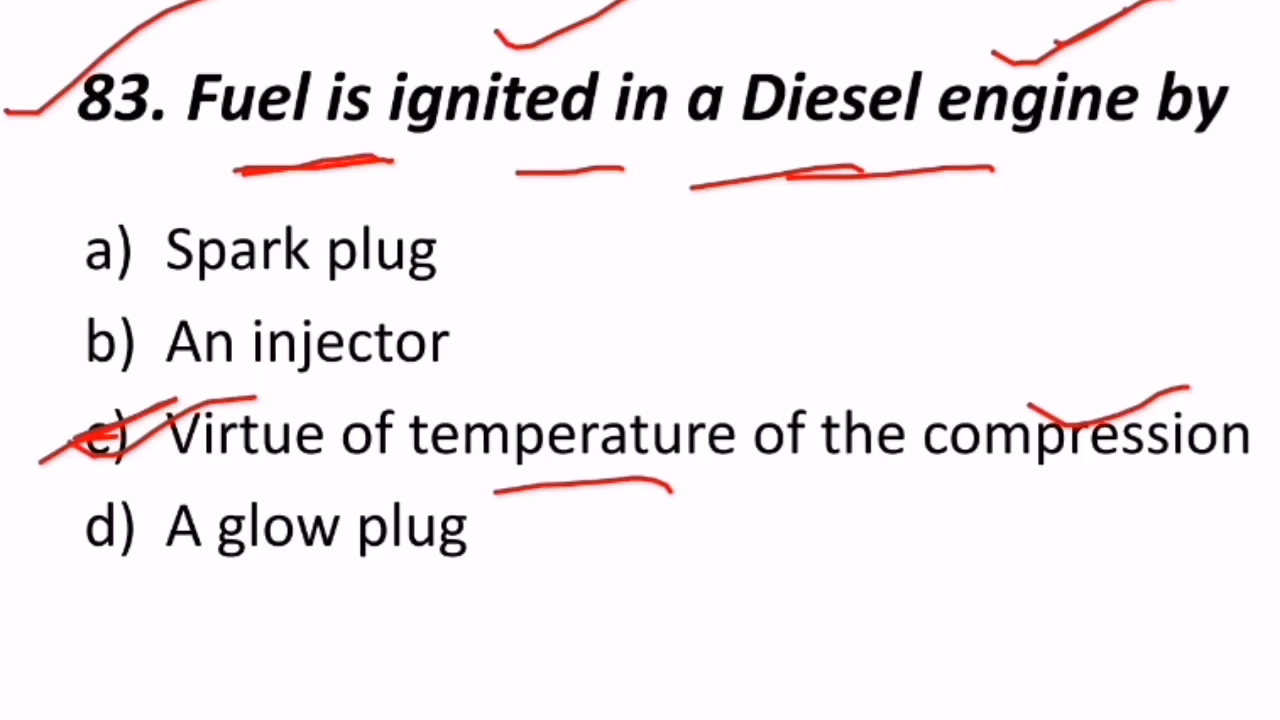 83. Fuel is ignited in a Diesel engine by
a) Spark plug
b) An injector
c) Virtue of temperature of the compression
d) A glow plug